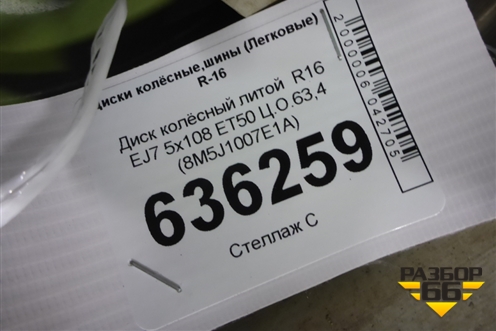 Диски колёсные,шины (Легковые)
R-16
Диск колёсный литой R16
EJ7 5x108 ET50 Ц.О.63,4
(8M5J1007E1A)
636259
Стеллаж С
2000006042705
РАЗБОР
66